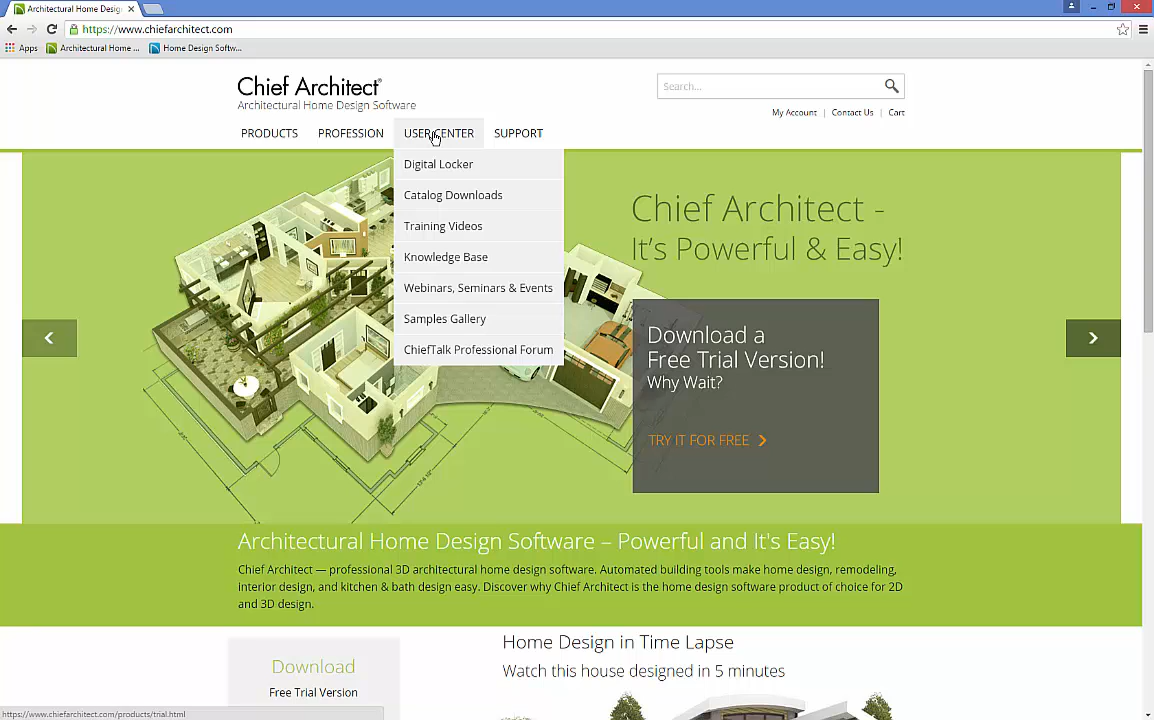 Architectural Home Desig
https://www.chiefarchitect.com
Apps
Architectural Home ...
Home Design Softw...
Chief Architect®
Architectural Home Design Software
Search...
My Account | Contact Us | Cart
PRODUCTS PROFESSION USER CENTER SUPPORT
Digital Locker
Catalog Downloads
Training Videos
Knowledge Base
Webinars, Seminars & Events
Samples Gallery
ChiefTalk Professional Forum
Chief Architect -
It's Powerful & Easy!
Download a
Free Trial Version!
Why Wait?
TRY IT FOR FREE
Architectural Home Design Software – Powerful and It's Easy!
Chief Architect — professional 3D architectural home design software. Automated building tools make home design, remodeling,
interior design, and kitchen & bath design easy. Discover why Chief Architect is the home design software product of choice for 2D
and 3D design.
Download
Free Trial Version
Home Design in Time Lapse
Watch this house designed in 5 minutes
https://www.chiefarchitect.com/products/trial.html